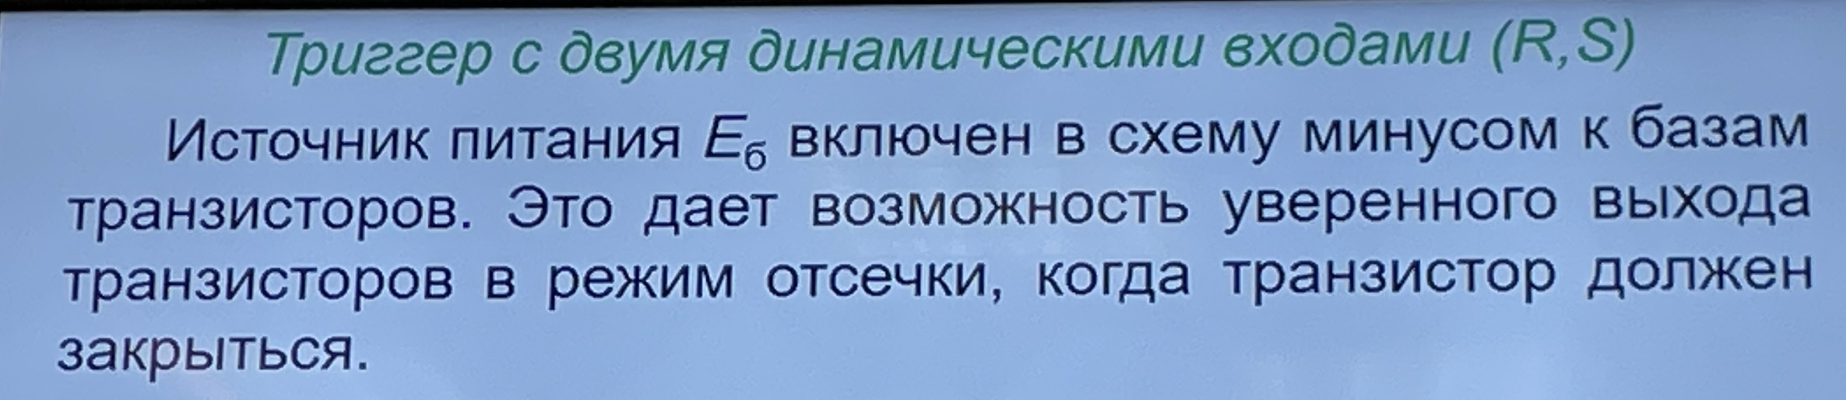 Триггер с двумя динамическими входами (R,S)
Источник питания Eб включен в схему минусом к базам
транзисторов. Это дает возможность уверенного выхода
транзисторов в режим отсечки, когда транзистор должен
закрыться.